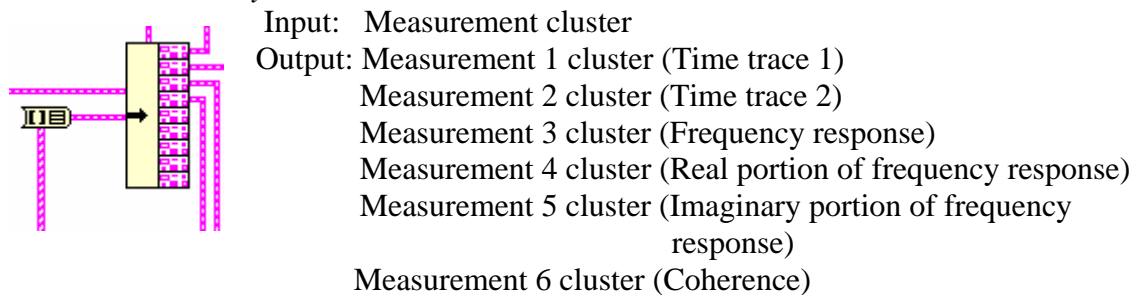 Input: Measurement cluster
Output: Measurement 1 cluster (Time trace 1)
Measurement 2 cluster (Time trace 2)
Measurement 3 cluster (Frequency response)
Measurement 4 cluster (Real portion of frequency response)
Measurement 5 cluster (Imaginary portion of frequency
response)
Measurement 6 cluster (Coherence)